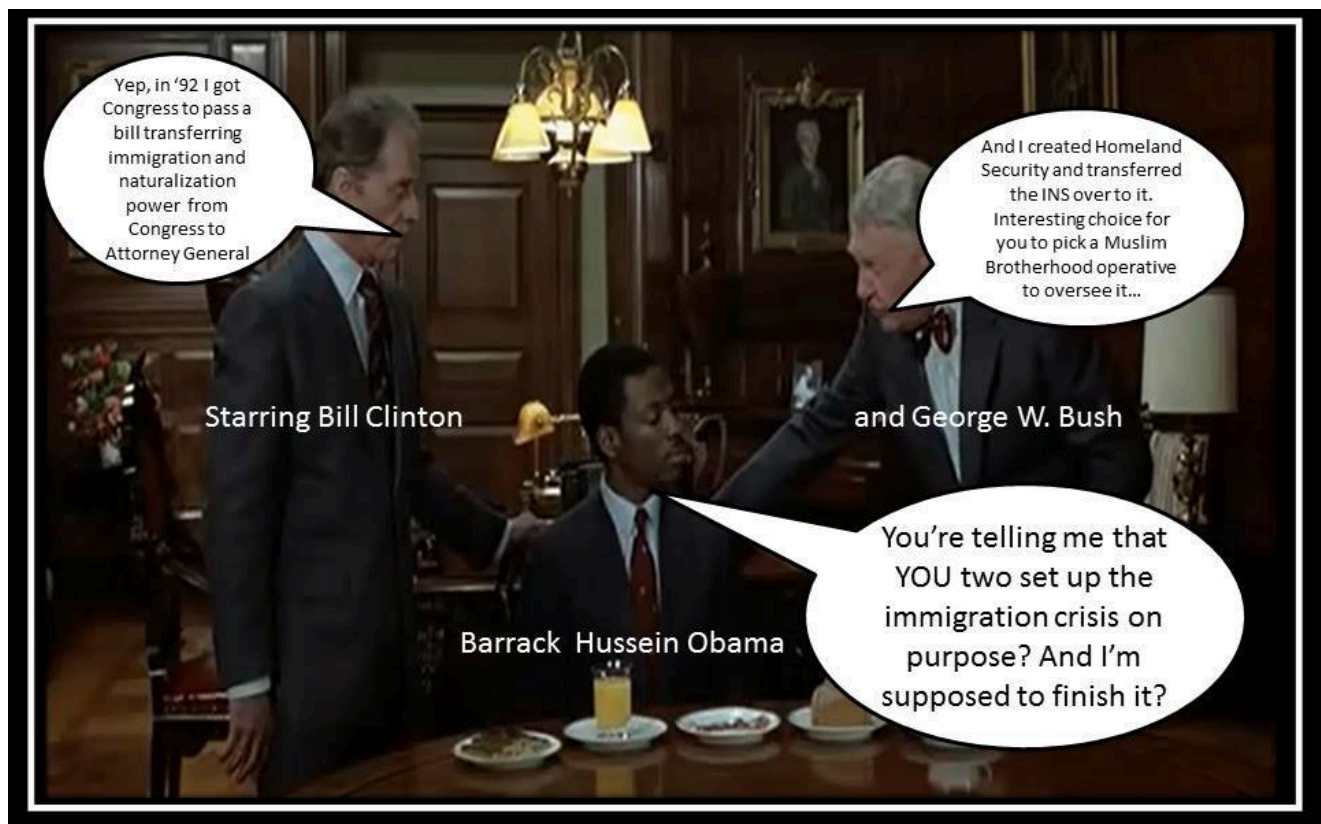 Yep, in ‘92 I got
Congress to pass a
bill transferring
immigration and
naturalization
power from
Congress to
Attorney General
And I created Homeland
Security and transferred
the INS over to it.
Interesting choice for
you to pick a Muslim
Brotherhood operative
to oversee it...
Starring Bill Clinton
and George W. Bush
You’re telling me that
YOU two set up the
immigration crisis on
purpose? And I’m
supposed to finish it?
Barrack Hussein Obama